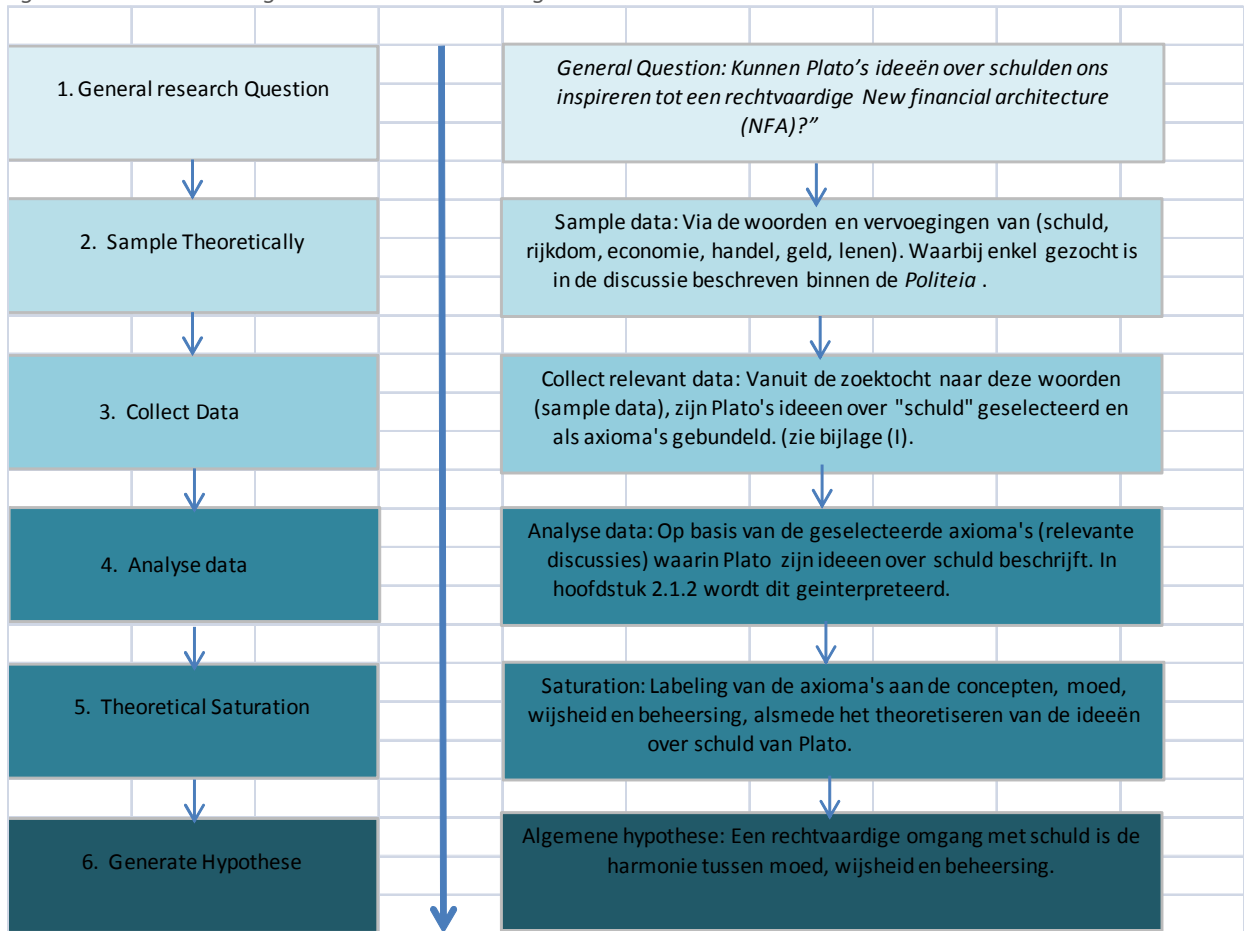 1. General research Question
General Question: Kunnen Plato's ideeën over schulden ons
inspireren tot een rechtvaardige New financial architecture
(NFA)?"
2. Sample Theoretically
Sample data: Via de woorden en vervoegingen van (schuld,
rijkdom, economie, handel, geld, lenen). Waarbij enkel gezocht is
in de discussie beschreven binnen de Politeia .
3. Collect Data
Collect relevant data: Vanuit de zoektocht naar deze woorden
(sample data), zijn Plato's ideeen over "schuld" geselecteerd en
als axioma's gebundeld. (zie bijlage (I).
4. Analyse data
Analyse data: Op basis van de geselecteerde axioma's (relevante
discussies) waarin Plato zijn ideeen over schuld beschrijft. In
hoofdstuk 2.1.2 wordt dit geinterpreteerd.
5. Theoretical Saturation
Saturation: Labeling van de axioma's aan de concepten, moed,
wijsheid en beheersing, alsmede het theoretiseren van de ideeën
over schuld van Plato.
6. Generate Hypothese
Algemene hypothese: Een rechtvaardige omgang met schuld is de
harmonie tussen moed, wijsheid en beheersing.